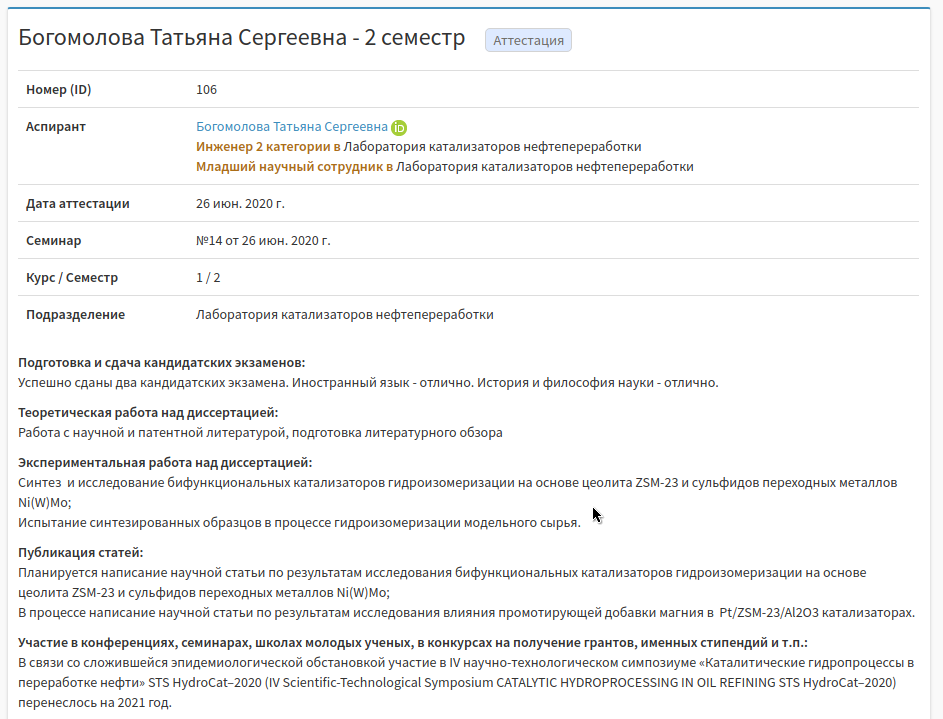 Богомолова Татьяна Сергеевна - 2 семестр Аттестация
Номер (ID) 106
Аспирант Богомолова Татьяна Сергеевна iD
Инженер 2 категории в Лаборатория катализаторов нефтепереработки
Младший научный сотрудник в Лаборатория катализаторов нефтепереработки
Дата аттестации 26 июн. 2020 г.
Семинар №14 от 26 июн. 2020 г.
Курс / Семестр 1 / 2
Подразделение Лаборатория катализаторов нефтепереработки
Подготовка и сдача кандидатских экзаменов:
Успешно сданы два кандидатских экзамена. Иностранный язык - отлично. История и философия науки - отлично.
Теоретическая работа над диссертацией:
Работа с научной и патентной литературой, подготовка литературного обзора
Экспериментальная работа над диссертацией:
Синтез и исследование бифункциональных катализаторов гидроизомеризации на основе цеолита ZSM-23 и сульфидов переходных металлов
Ni(W)Mo;
Испытание синтезированных образцов в процессе гидроизомеризации модельного сырья.
Публикация статей:
Планируется написание научной статьи по результатам исследования бифункциональных катализаторов гидроизомеризации на основе
цеолита ZSM-23 и сульфидов переходных металлов Ni(W)Mo;
В процессе написание научной статьи по результатам исследования влияния промотирующей добавки магния в Pt/ZSM-23/Al2O3 катализаторах.
Участие в конференциях, семинарах, школах молодых ученых, в конкурсах на получение грантов, именных стипендий и т.п.:
В связи со сложившейся эпидемиологической обстановкой участие в IV научно-технологическом симпозиуме «Каталитические гидропроцессы в
переработке нефти» STS HydroCat–2020 (IV Scientific-Technological Symposium CATALYTIC HYDROPROCESSING IN OIL REFINING STS HydroCat–2020)
перенеслось на 2021 год.